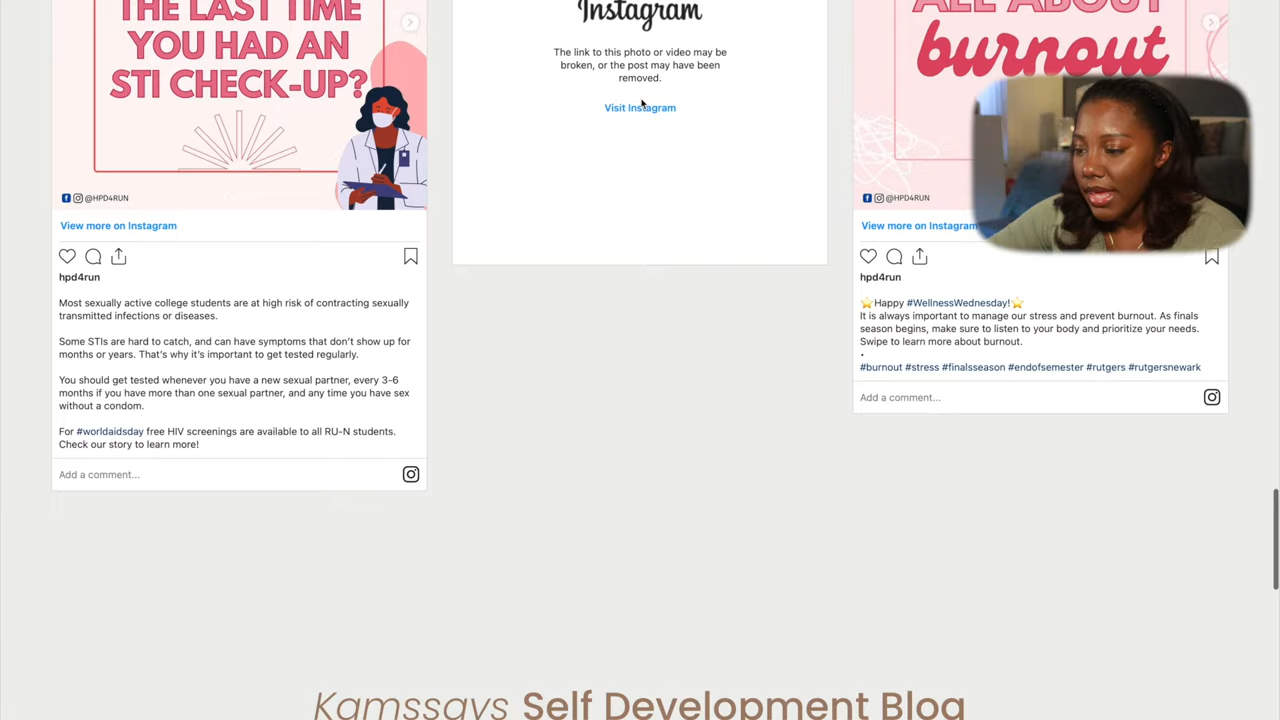 THE LAST TIME
YOU HAD AN
STI CHECK-UP?
@HPD4RUN
View more on Instagram
hpd4run
Most sexually active college students are at high risk of contracting sexually
transmitted infections or diseases.
Some STIs are hard to catch, and can have symptoms that don't show up for
months or years. That's why it's important to get tested regularly.
You should get tested whenever you have a new sexual partner, every 3-6
months if you have more than one sexual partner, and any time you have sex
without a condom.
For #worldaidsday free HIV screenings are available to all RU-N students.
Check our story to learn more!
Add a comment...
Instagram
The link to this photo or video may be
broken, or the post may have been
removed.
Visit Instagram
ALL ABOUT
burnout
@HPD4RUN
View more on Instagram
hpd4run
⭐Happy #WellnessWednesday!⭐
It is always important to manage our stress and prevent burnout. As finals
season begins, make sure to listen to your body and prioritize your needs.
Swipe to learn more about burnout.
•
#burnout #stress #finalsseason #endofsemester #rutgers #rutgersnewark
Add a comment...
Kamssays Self Development Blog